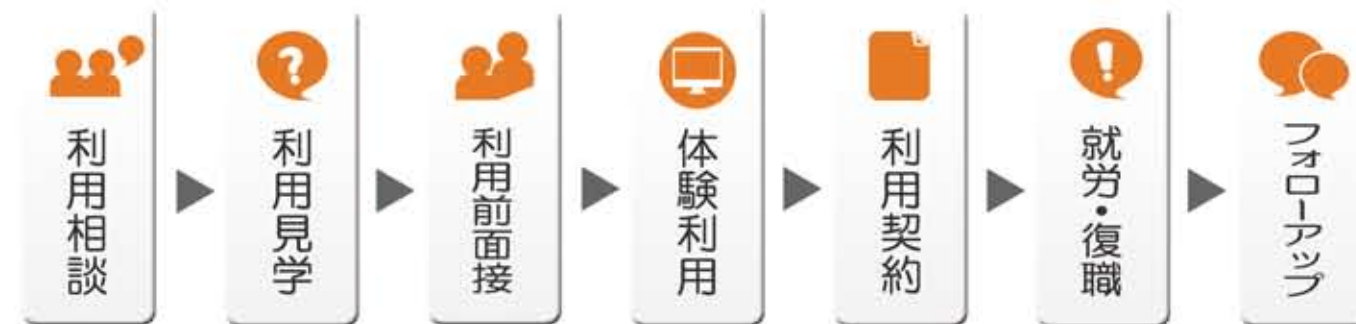 利用相談
利用見学
利用前面接
体験利用
利用契約
就労・復職
フォローアップ